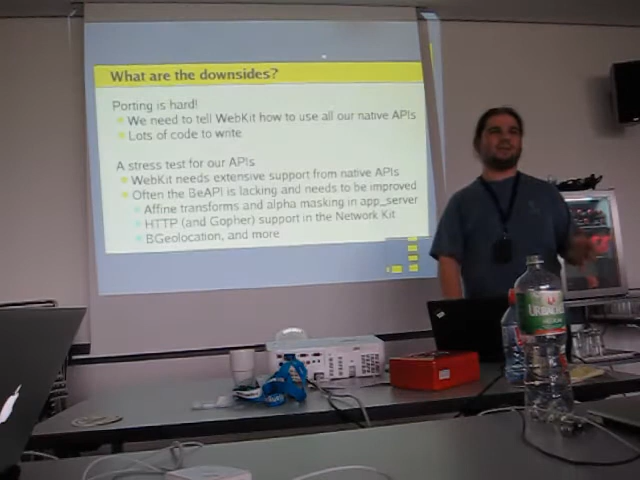 What are the downsides?
Porting is hard!
We need to tell WebKit how to use all our native APIs
Lots of code to write
A stress test for our APIs
WebKit needs extensive support from native APIs
Often the BeAPI is lacking and needs to be improved
Affine transforms and alpha masking in app_server
HTTP (and Gopher) support in the Network Kit
BGeolocation, and more